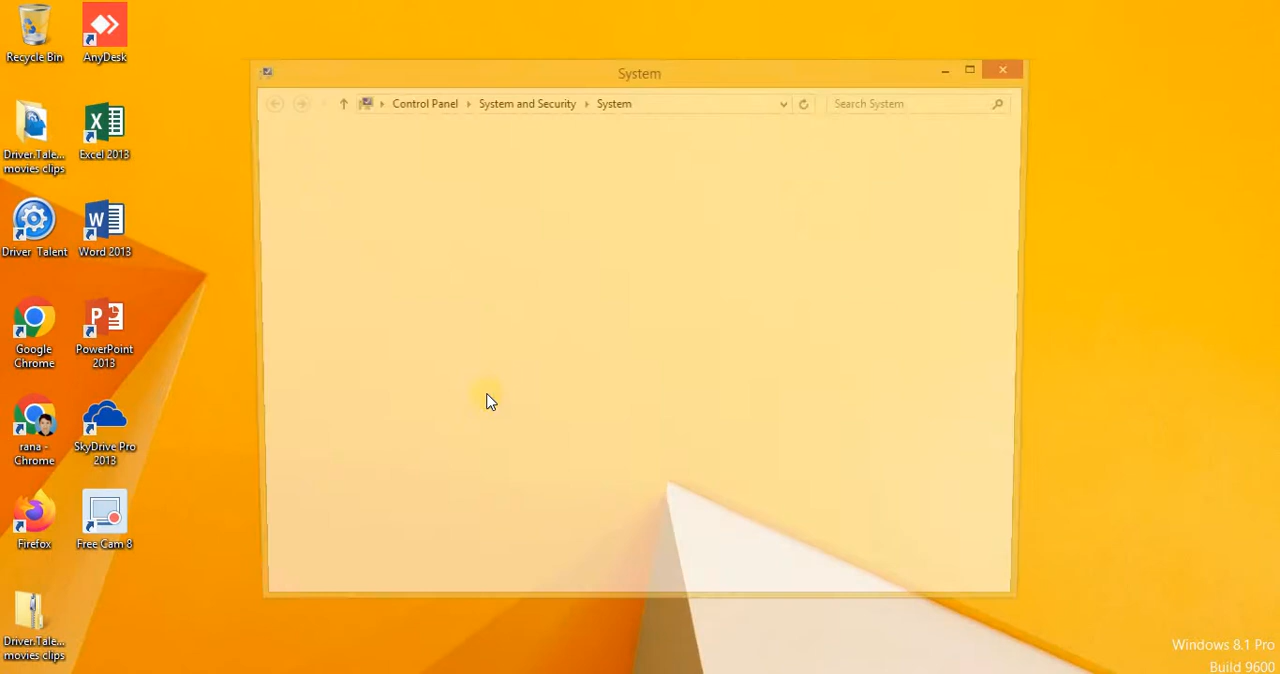 Recycle Bin
AnyDesk
Driver.Tale...
movies clips
Excel 2013
Driver Talent
Word 2013
Google
Chrome
PowerPoint
2013
rana -
Chrome
SkyDrive Pro
2013
Firefox
Free Cam 8
Driver.Tale...
movies clips
System
Control Panel
System and Security
System
Search System
Windows 8.1 Pro
Build 9600